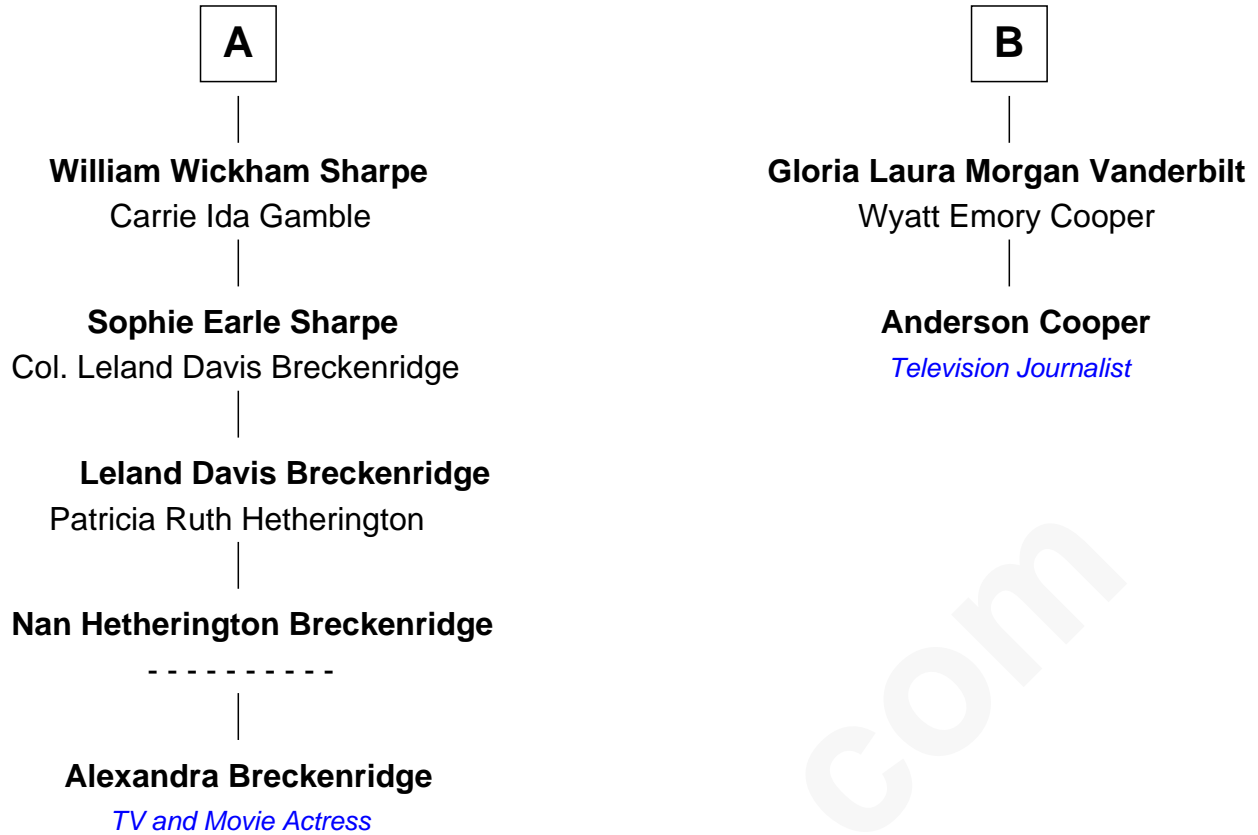 A
William Wickham Sharpe
Carrie Ida Gamble
Sophie Earle Sharpe
Col. Leland Davis Breckenridge
Leland Davis Breckenridge
Patricia Ruth Hetherington
Nan Hetherington Breckenridge
- - - - - - - - - -
Alexandra Breckenridge
TV and Movie Actress
B
Gloria Laura Morgan Vanderbilt
Wyatt Emory Cooper
Anderson Cooper
Television Journalist
com